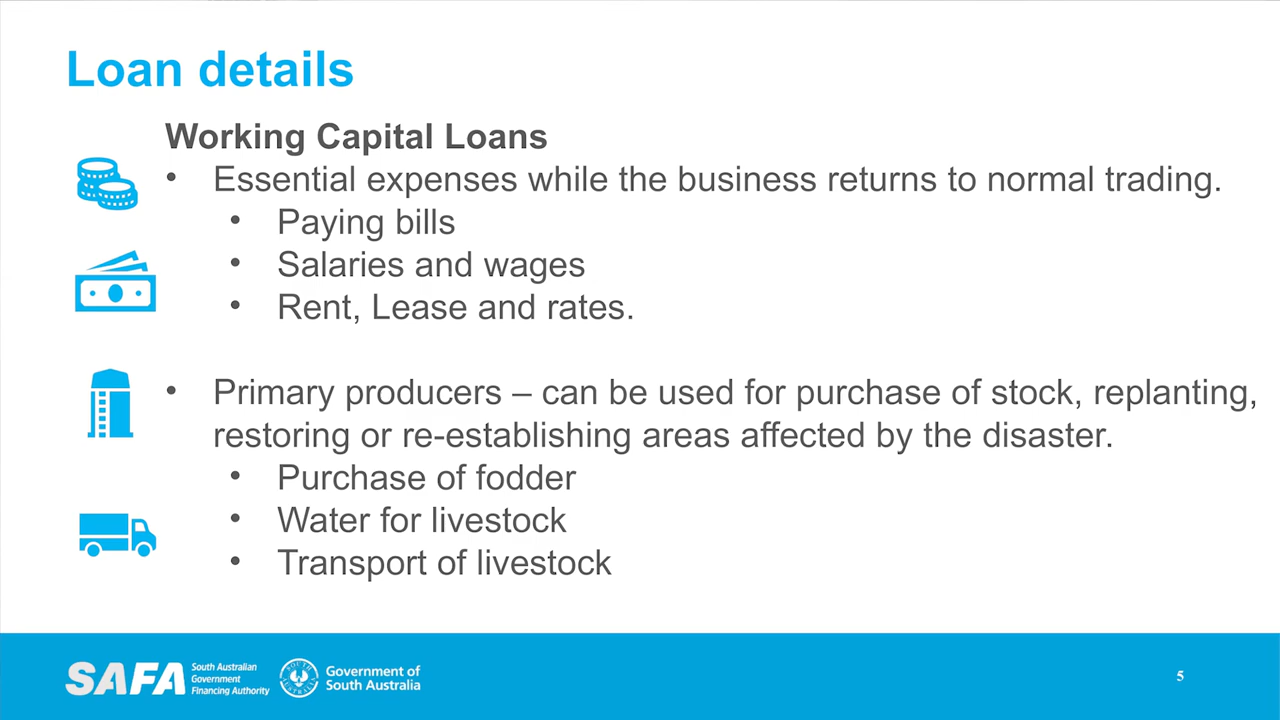 Loan details
Working Capital Loans
• Essential expenses while the business returns to normal trading.
• Paying bills
• Salaries and wages
• Rent, Lease and rates.
• Primary producers – can be used for purchase of stock, replanting,
restoring or re-establishing areas affected by the disaster.
• Purchase of fodder
• Water for livestock
• Transport of livestock
SAFA
South Australian
Government
Financing Authority
SOUTH AUSTRALIA
Government of
South Australia
5